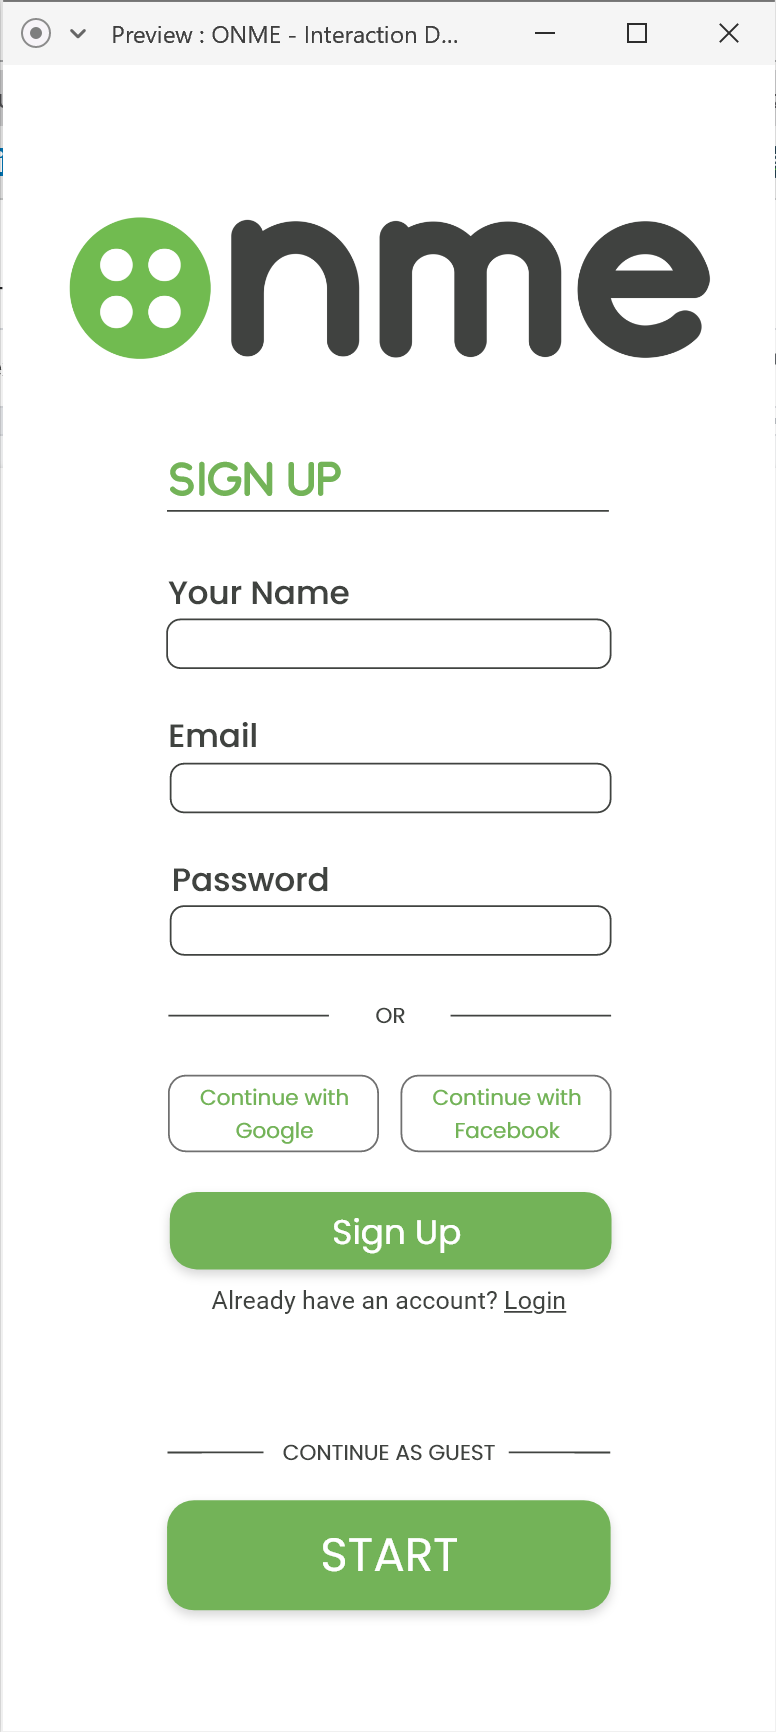 Preview : ONME - Interaction D...
onme
SIGN UP
Your Name
Email
Password
OR
Continue with
Google
Continue with
Facebook
Sign Up
Already have an account? Login
CONTINUE AS GUEST
START